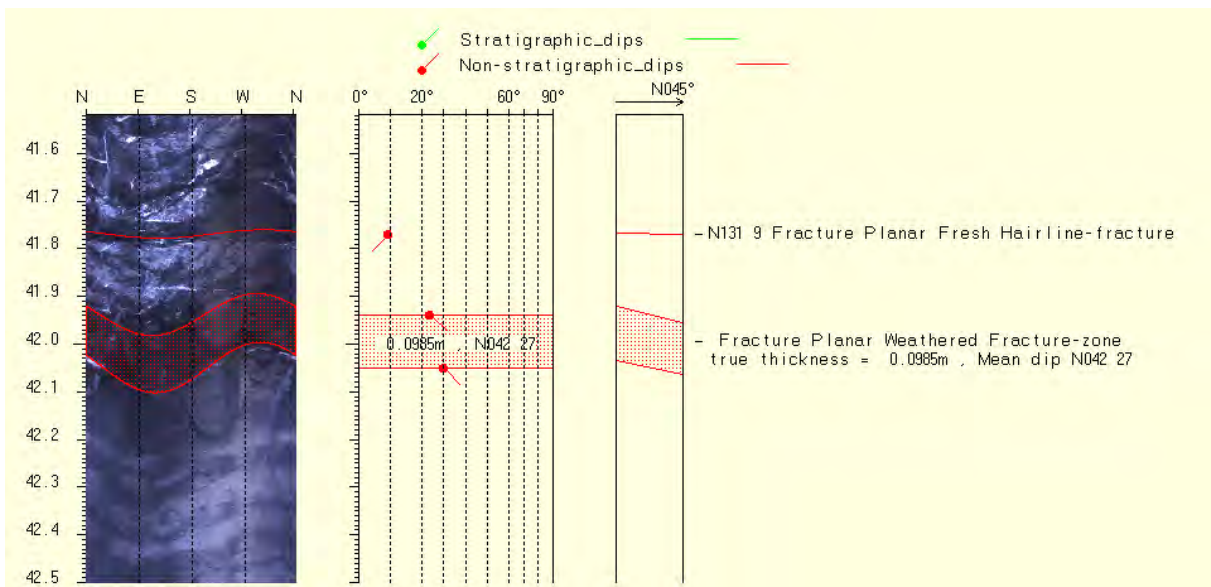 Stratigraphic_dips
Non-stratigraphic_dips
N E S W N
0° 20° 60° 90°
N045°
41.6
41.7
41.8
41.9
42.0
42.1
42.2
42.3
42.4
42.5
N131 9 Fracture Planar Fresh Hairline-fracture
0.0985m , N042 27
Fracture Planar Weathered Fracture-zone
true thickness = 0.0985m , Mean dip N042 27